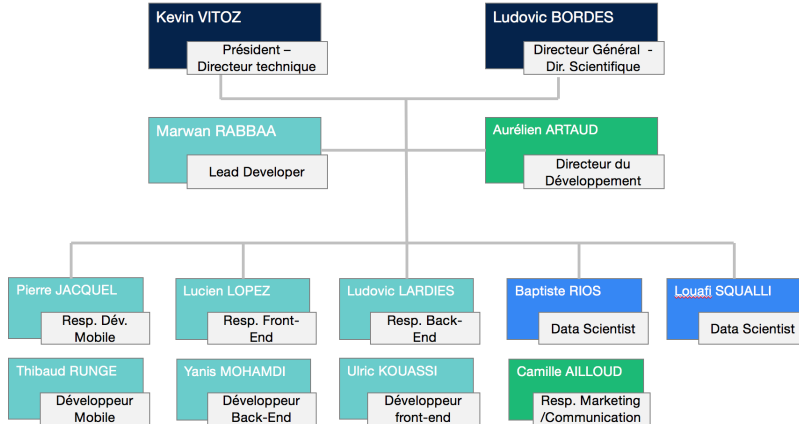 Kevin VITOZ
Président –
Directeur technique
Ludovic BORDES
Directeur Général  -
Dir. Scientifique
Marwan RABBAA
Lead Developer
Aurélien ARTAUD
Directeur du
Développement
Pierre JACQUEL
Resp. Dév.
Mobile
Lucien LOPEZ
Resp. Front-
End
Ludovic LARDIES
Resp. Back-
End
Baptiste RIOS
Data Scientist
Louafi SQUALLI
Data Scientist
Thibaud RUNGE
Développeur
Mobile
Yanis MOHAMDI
Développeur
Back-End
Ulric KOUASSI
Développeur
front-end
Camille AILLOUD
Resp. Marketing
/Communication